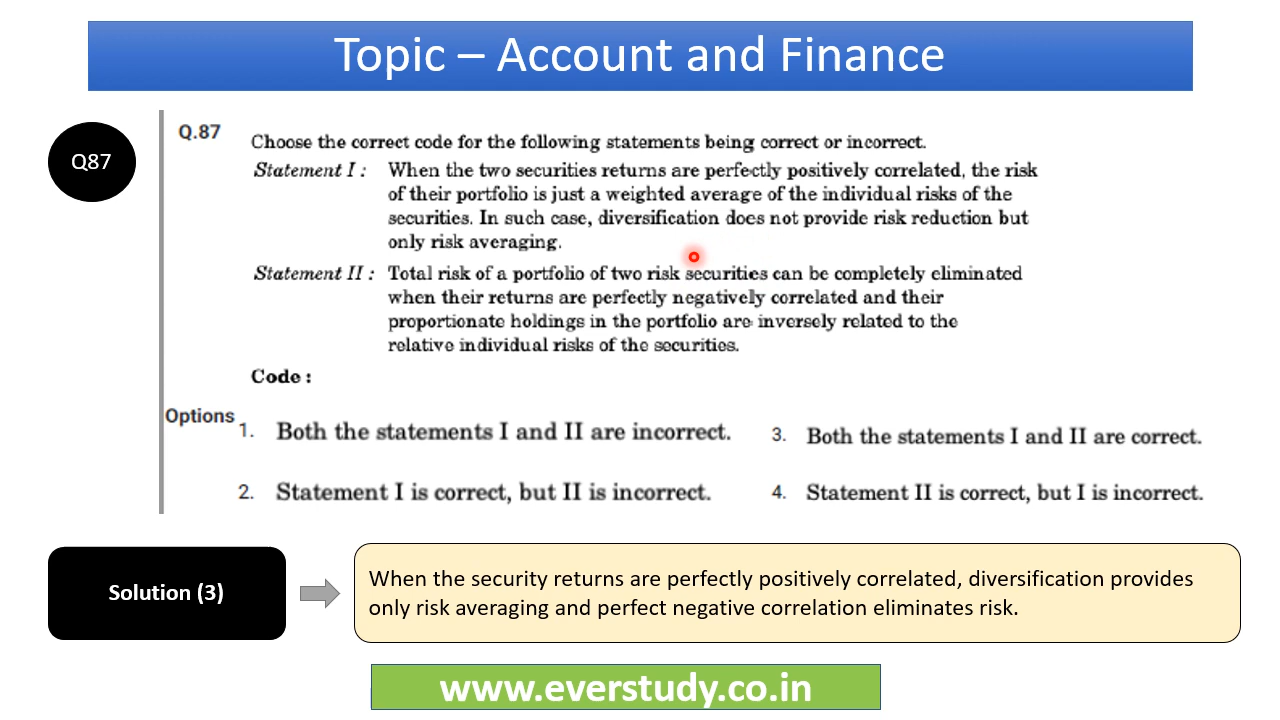 Topic – Account and Finance
Q87
Q.87
Choose the correct code for the following statements being correct or incorrect.
Statement I : When the two securities returns are perfectly positively correlated, the risk
of their portfolio is just a weighted average of the individual risks of the
securities. In such case, diversification does not provide risk reduction but
only risk averaging.
Statement II : Total risk of a portfolio of two risk securities can be completely eliminated
when their returns are perfectly negatively correlated and their
proportionate holdings in the portfolio are inversely related to the
relative individual risks of the securities.
Code :
Options
1. Both the statements I and II are incorrect.
3. Both the statements I and II are correct.
2. Statement I is correct, but II is incorrect.
4. Statement II is correct, but I is incorrect.
Solution (3)
When the security returns are perfectly positively correlated, diversification provides
only risk averaging and perfect negative correlation eliminates risk.
www.everstudy.co.in